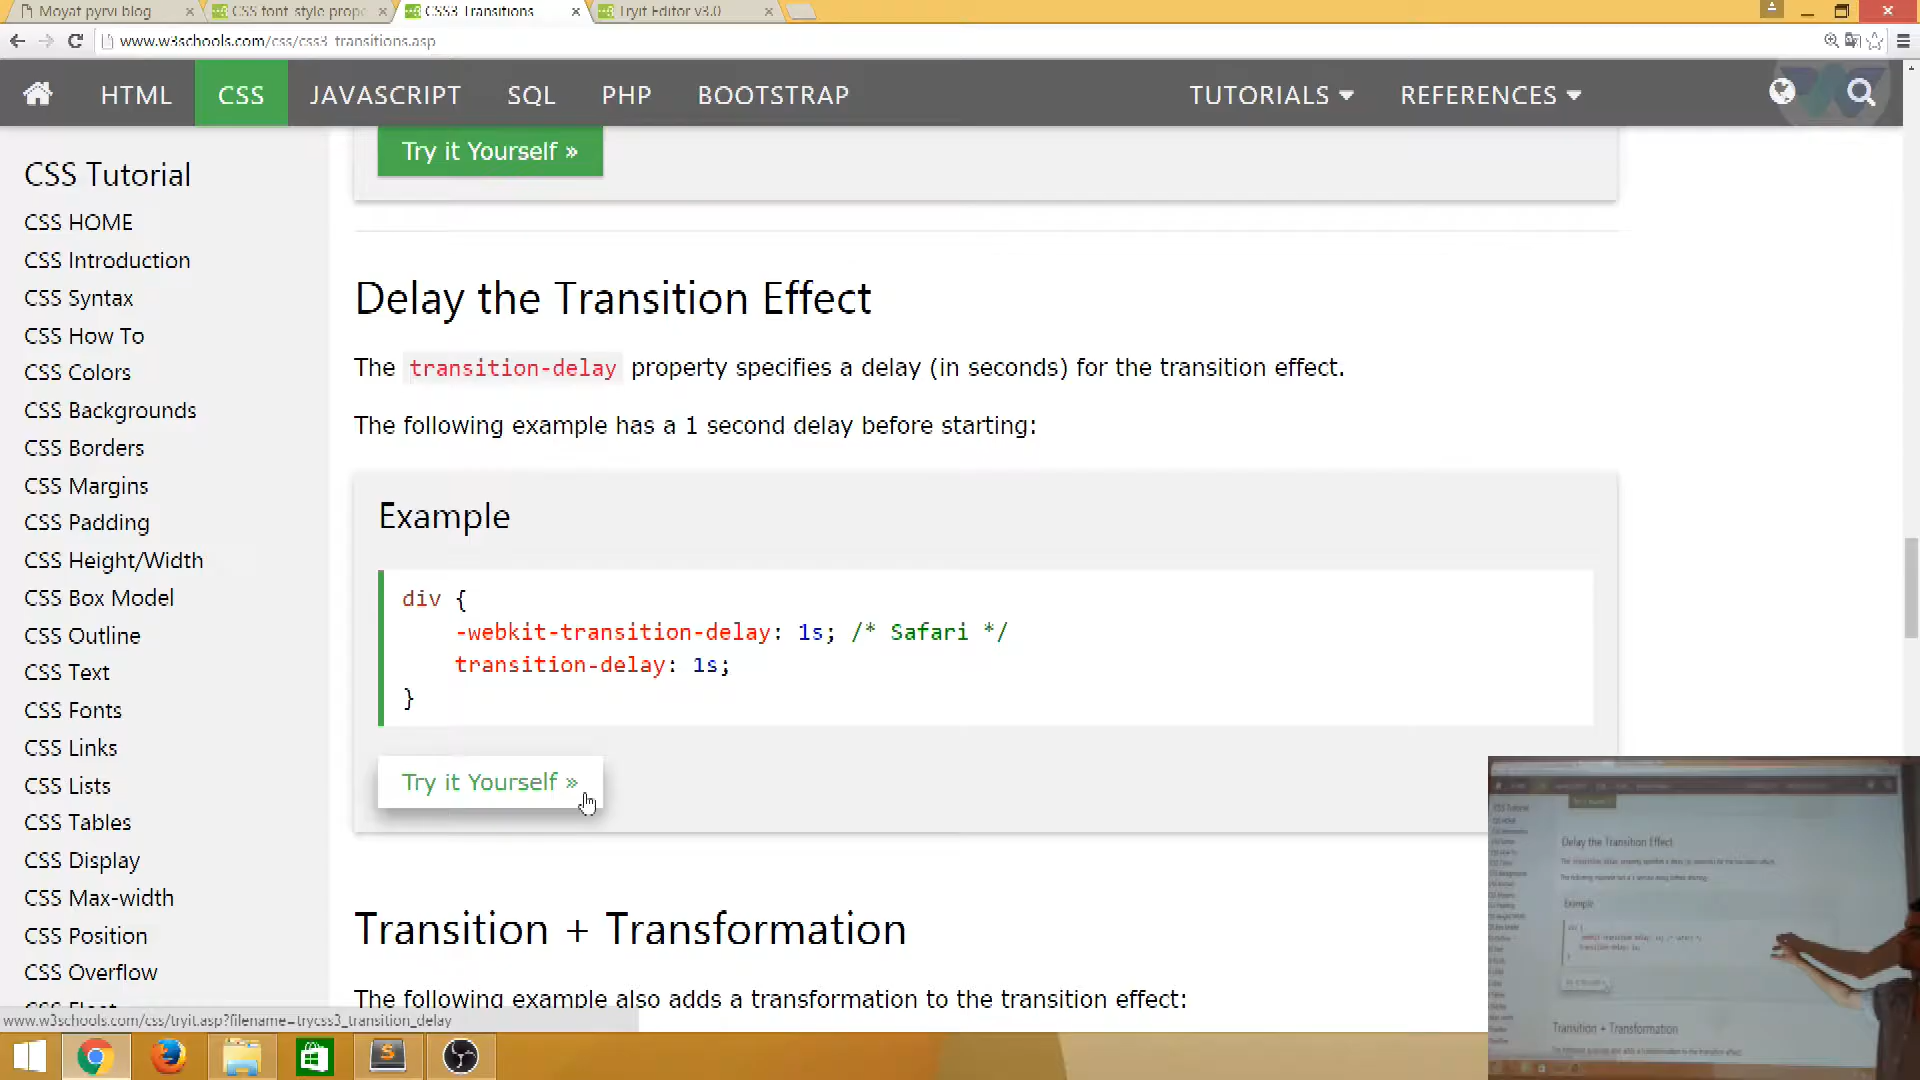 Moyat pyrvi blog
CSS font-style prope
CSS3 Transitions
Tryit Editor v3.0
www.w3schools.com/css/css3_transitions.asp
HTML
CSS
JAVASCRIPT
SQL
PHP
BOOTSTRAP
TUTORIALS
REFERENCES
CSS Tutorial
CSS HOME
CSS Introduction
CSS Syntax
CSS How To
CSS Colors
CSS Backgrounds
CSS Borders
CSS Margins
CSS Padding
CSS Height/Width
CSS Box Model
CSS Outline
CSS Text
CSS Fonts
CSS Links
CSS Lists
CSS Tables
CSS Display
CSS Max-width
CSS Position
CSS Overflow
Try it Yourself »
Delay the Transition Effect
The transition-delay property specifies a delay (in seconds) for the transition effect.
The following example has a 1 second delay before starting:
Example
div {
-webkit-transition-delay: 1s; /* Safari */
transition-delay: 1s;
}
Try it Yourself »
Transition + Transformation
The following example also adds a transformation to the transition effect:
www.w3schools.com/css/tryit.asp?filename=trycss3_transition_delay
Delay the Transition Effect
Example
Transition + Transformation